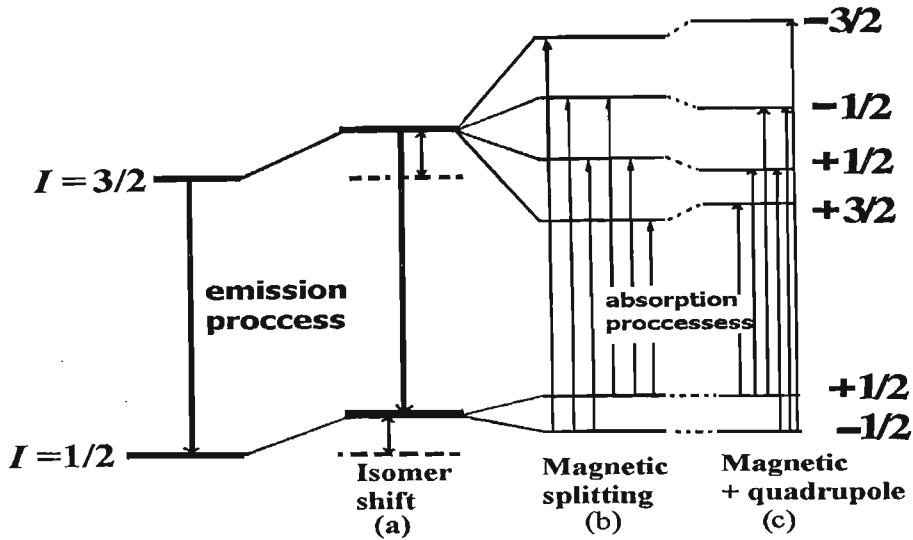 −3/2
−1/2
I = 3/2
+1/2
+3/2
emission
proccess
absorption
proccessess
+1/2
−1/2
I =1/2
Isomer
shift
(a)
Magnetic
splitting
(b)
Magnetic
+ quadrupole
(c)